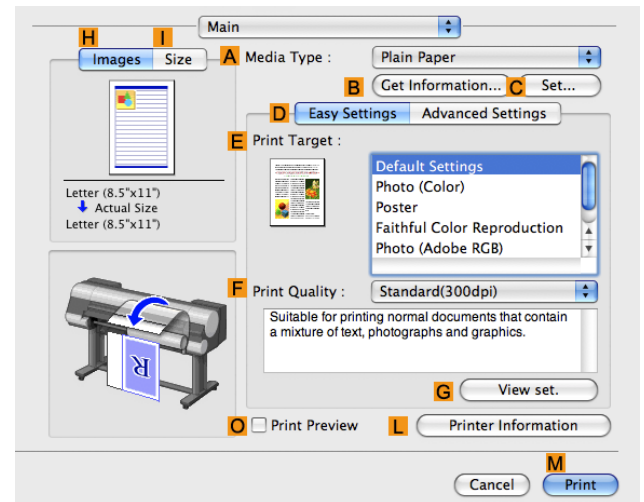 Main
H I
Images Size
A Media Type : Plain Paper
B Get Information... C Set...
D Easy Settings Advanced Settings
E Print Target :
Default Settings
Photo (Color)
Poster
Faithful Color Reproduction
Photo (Adobe RGB)
Letter (8.5"x11")
Actual Size
Letter (8.5"x11")
F Print Quality : Standard(300dpi)
Suitable for printing normal documents that contain
a mixture of text, photographs and graphics.
R
G View set.
O Print Preview L Printer Information
M
Cancel Print